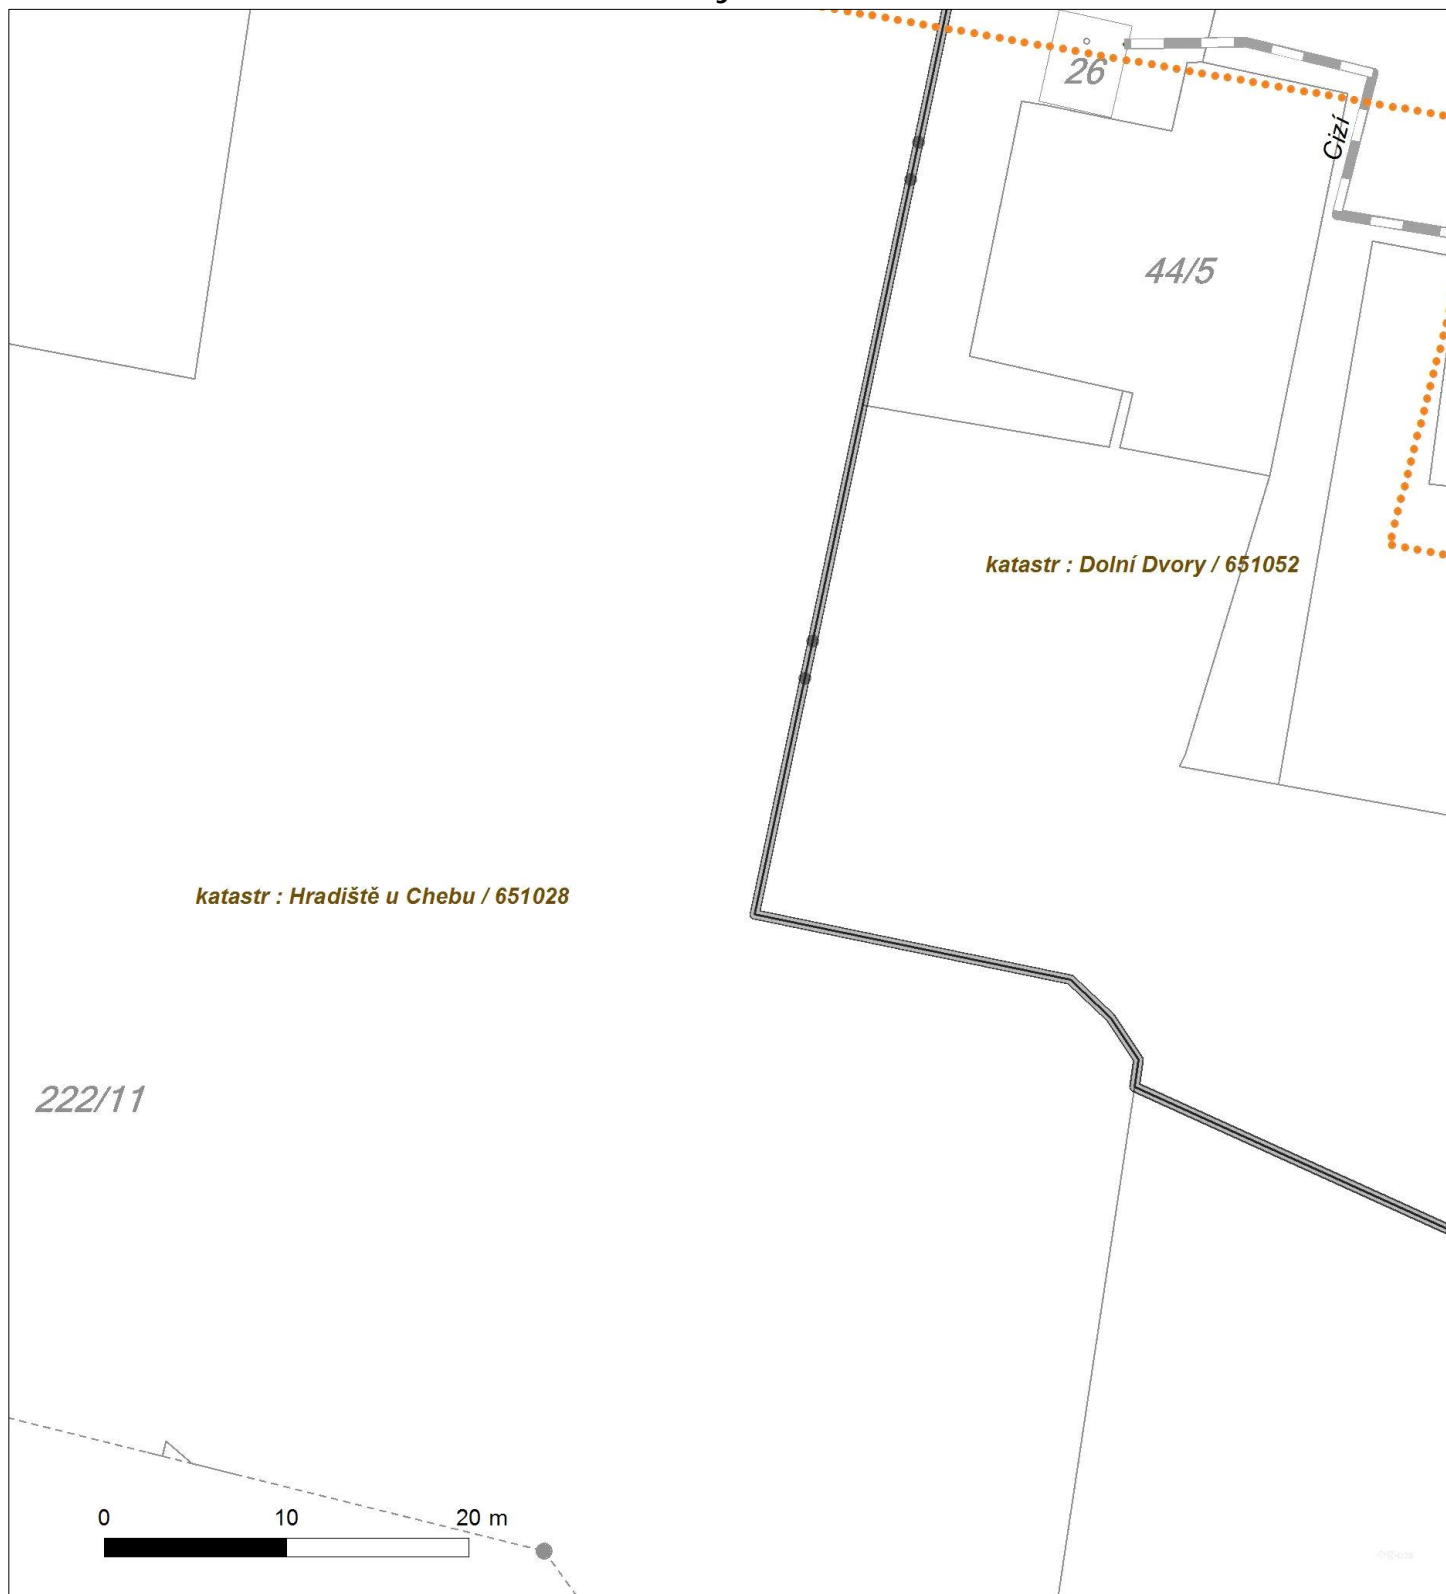 26
Cizí
44/5
katastr : Dolní Dvory / 651052
katastr : Hradiště u Chebu / 651028
222/11
0 10 20 m